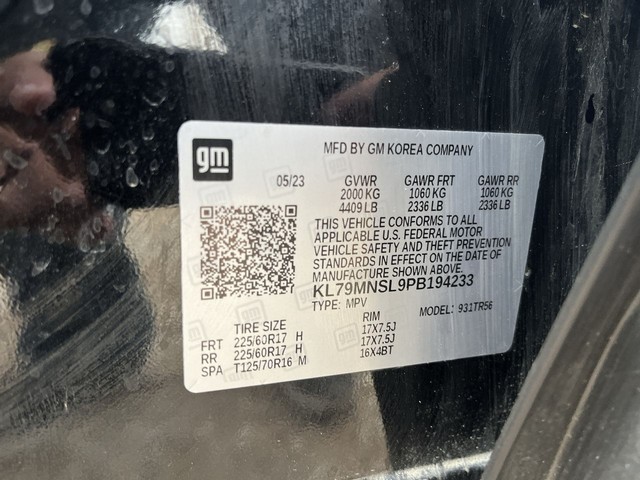 gm
MFD BY GM KOREA COMPANY
05/23 GVWR GAWR FRT GAWR RR
2000 KG 1060 KG 1060 KG
4409 LB 2336 LB 2336 LB
THIS VEHICLE CONFORMS TO ALL
APPLICABLE U.S. FEDERAL MOTOR
VEHICLE SAFETY AND THEFT PREVENTION
STANDARDS IN EFFECT ON THE DATE OF
MANUFACTURE SHOWN ABOVE.
KL79MNSL9PB194233
TYPE: MPV MODEL: 931TR56
TIRE SIZE RIM
FRT 225/60R17 H 17X7.5J
RR 225/60R17 H 17X7.5J
SPA T125/70R16 M 16X4BT